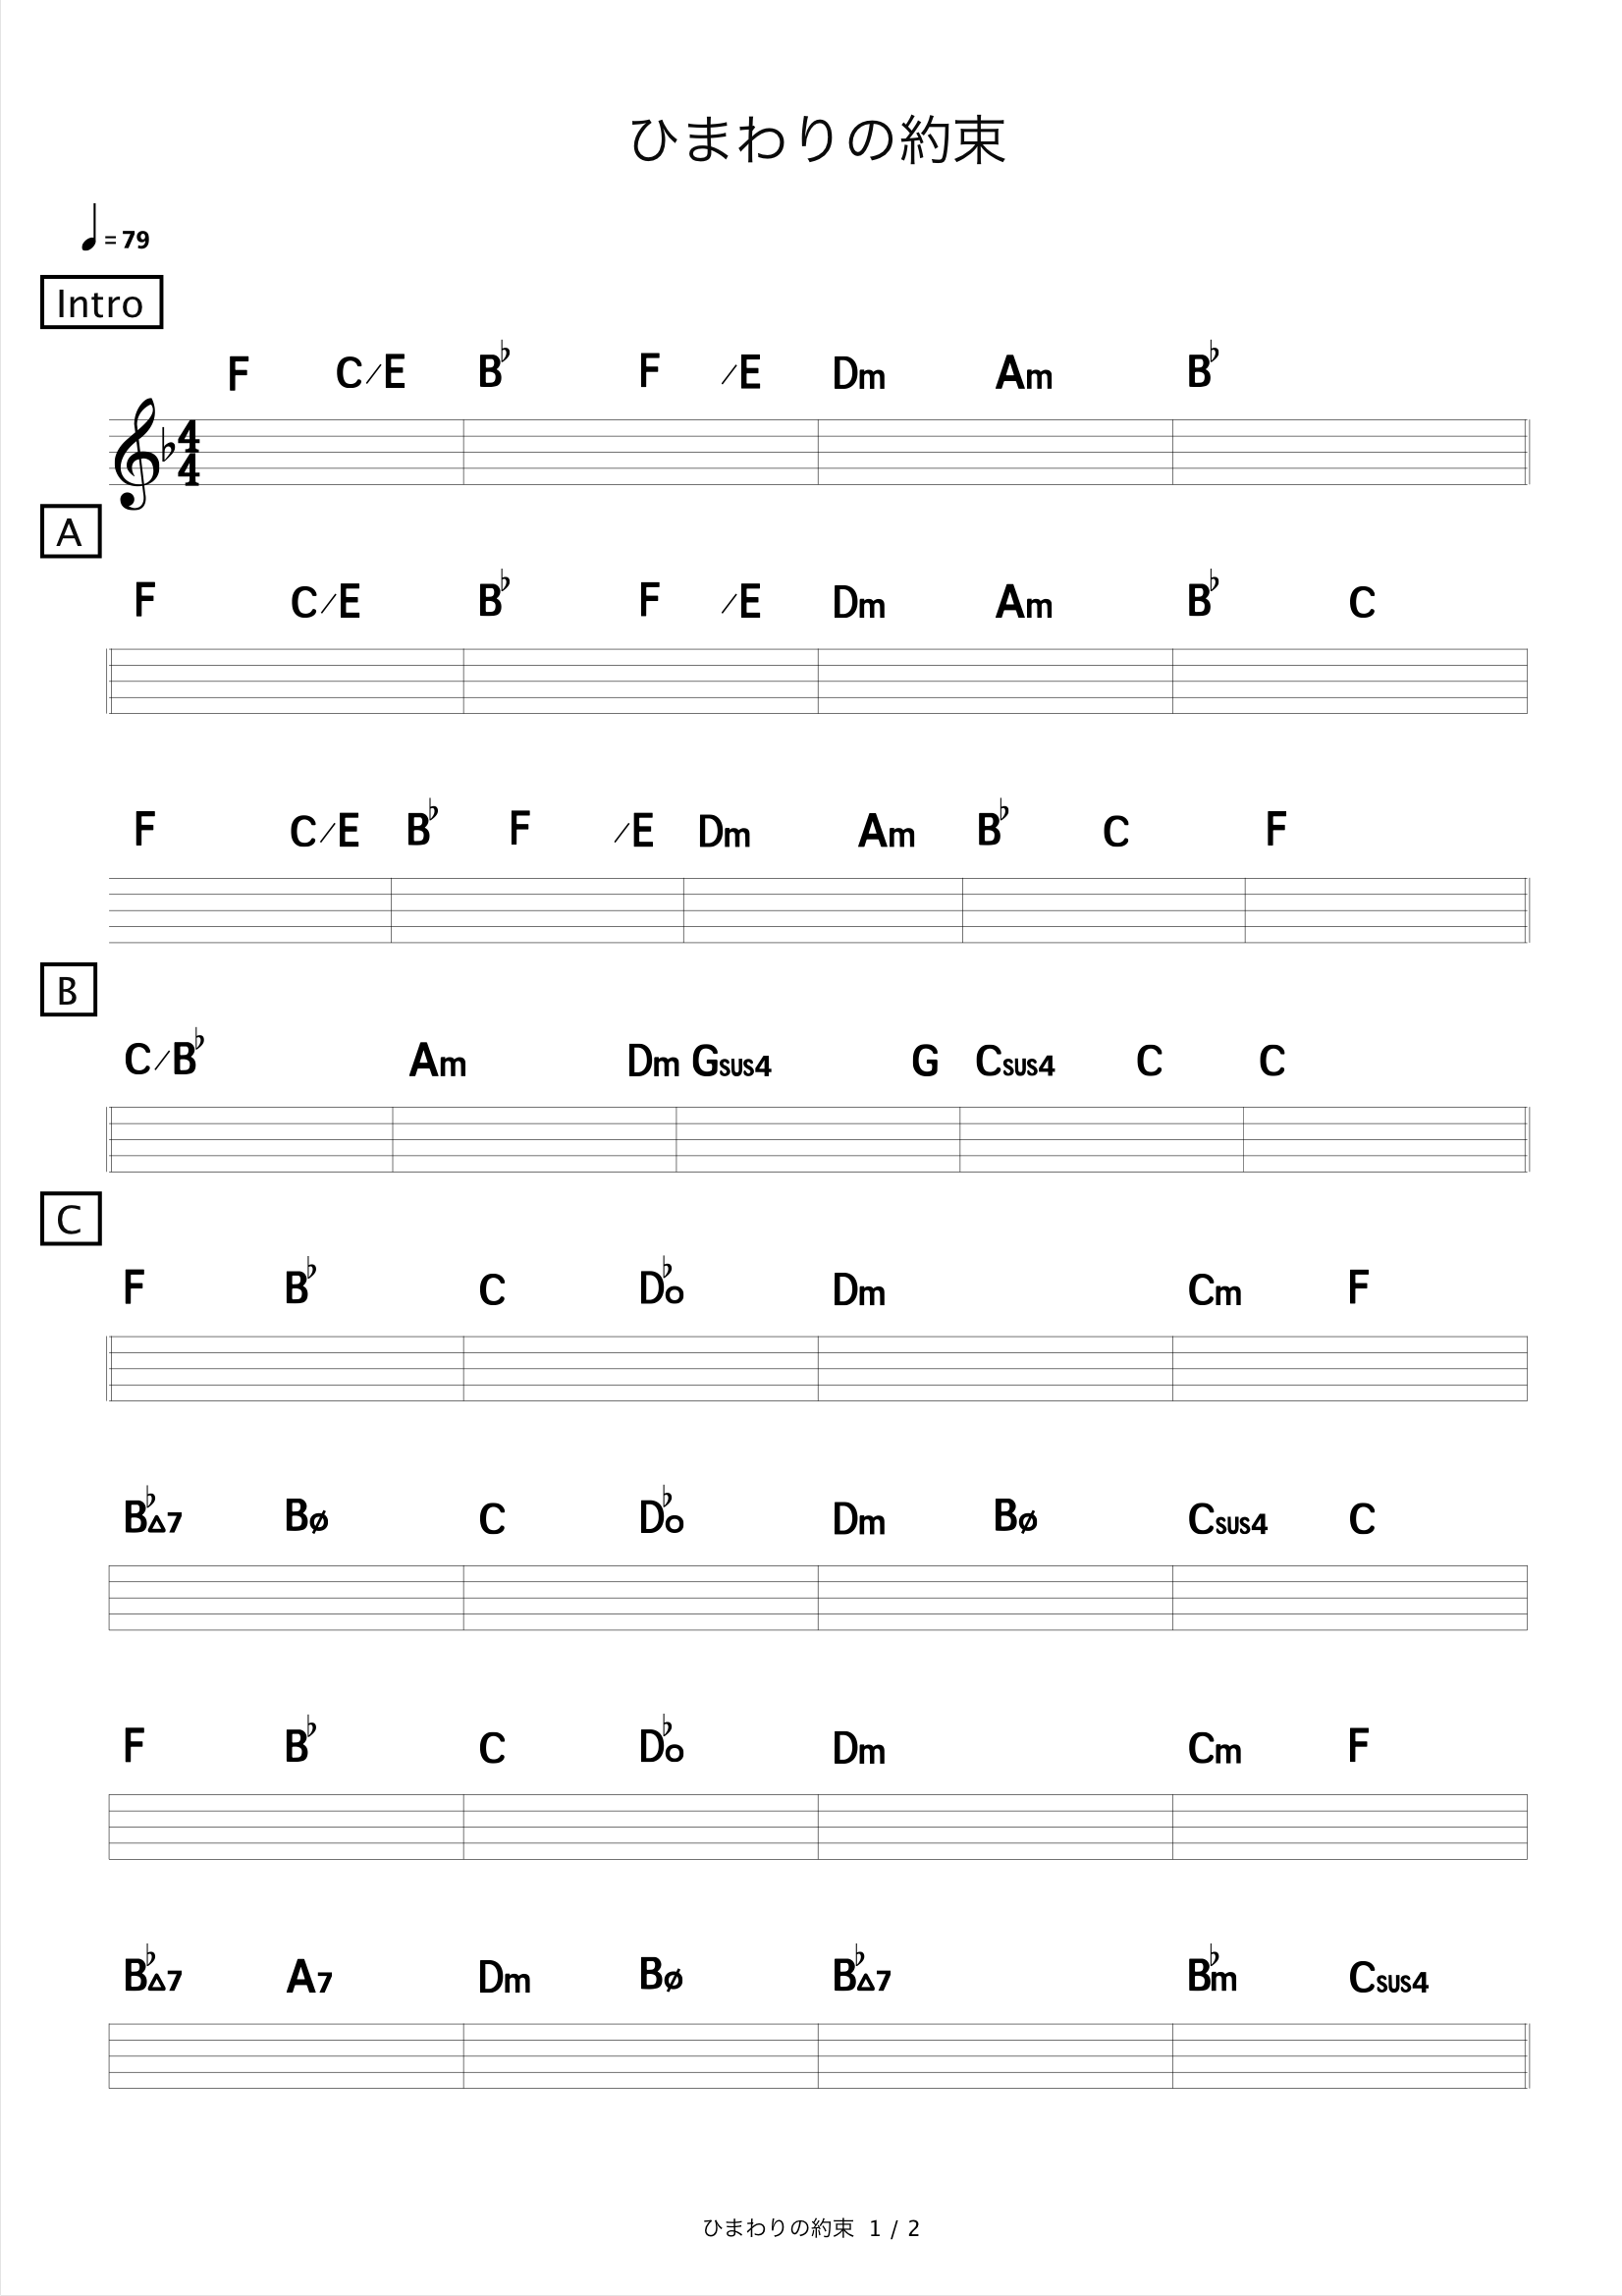 ひまわりの約束
♩= 79
Intro
F C/E B♭ F /E Dm Am B♭
4/4
A
F C/E B♭ F /E Dm Am B♭ C
F C/E B♭ F /E Dm Am B♭ C F
B
C/B♭ Am Dm Gsus4 G Csus4 C C
C
F B♭ C D♭o Dm Cm F
B♭△7 Bø C D♭o Dm Bø Csus4 C
F B♭ C D♭o Dm Cm F
B♭△7 A7 Dm Bø B♭△7 B♭m Csus4
ひまわりの約束 1 / 2